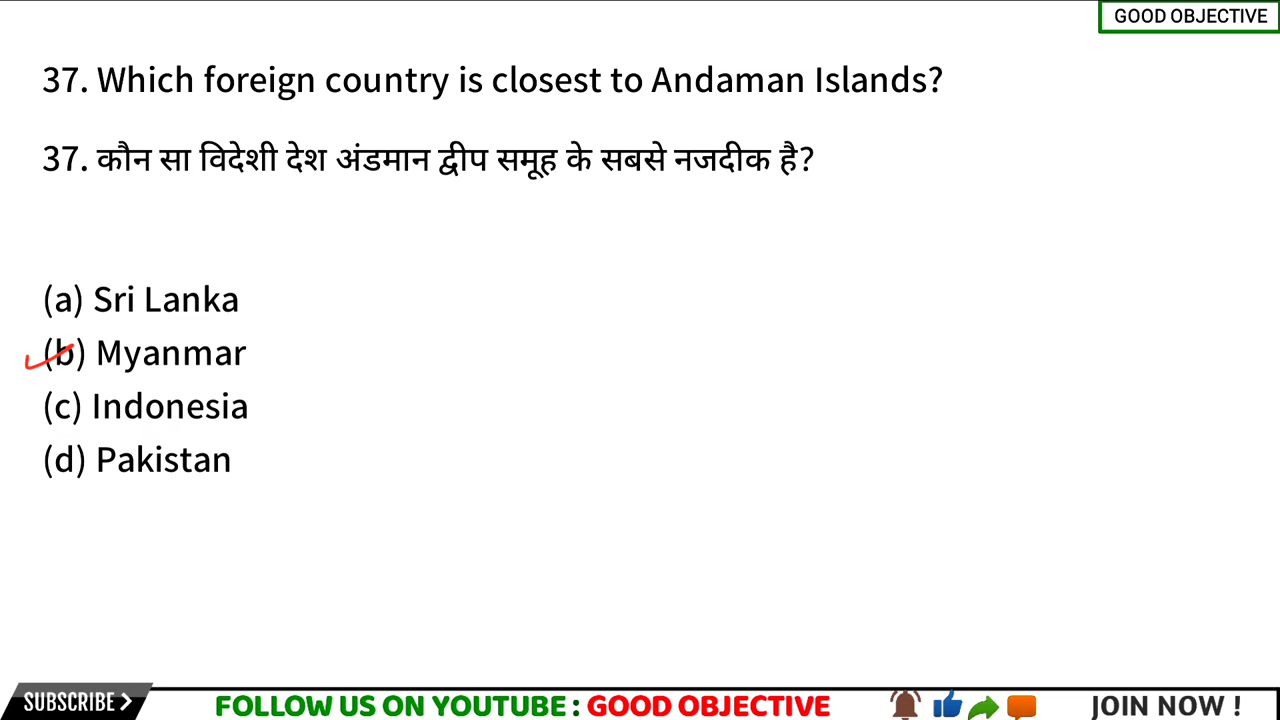 GOOD OBJECTIVE
37. Which foreign country is closest to Andaman Islands?
37. कौन सा विदेशी देश अंडमान द्वीप समूह के सबसे नजदीक है?
(a) Sri Lanka
(b) Myanmar
(c) Indonesia
(d) Pakistan
SUBSCRIBE > FOLLOW US ON YOUTUBE : GOOD OBJECTIVE JOIN NOW !